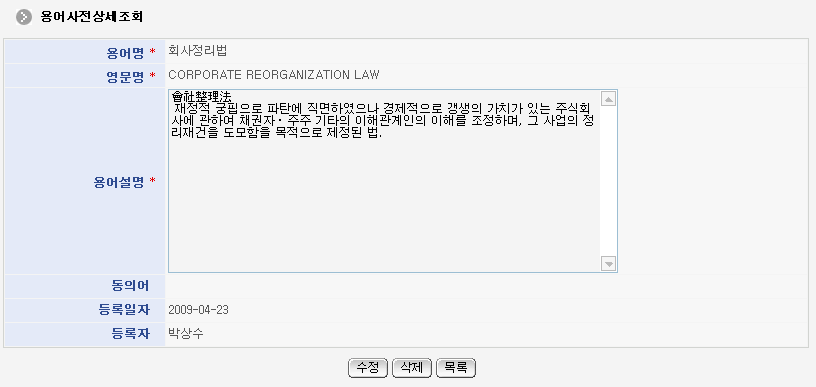 용어사전상세조회
용어명 * 회사정리법
영문명 * CORPORATE REORGANIZATION LAW
용어설명 *
會社整理法
재정적 궁핍으로 파탄에 직면하였으나 경제적으로 갱생의 가치가 있는 주식회
사에 관하여 채권자· 주주 기타의 이해관계인의 이해를 조정하며, 그 사업의 정
리재건을 도모함을 목적으로 제정된 법.
동의어
등록일자 2009-04-23
등록자 박상수
수정 삭제 목록